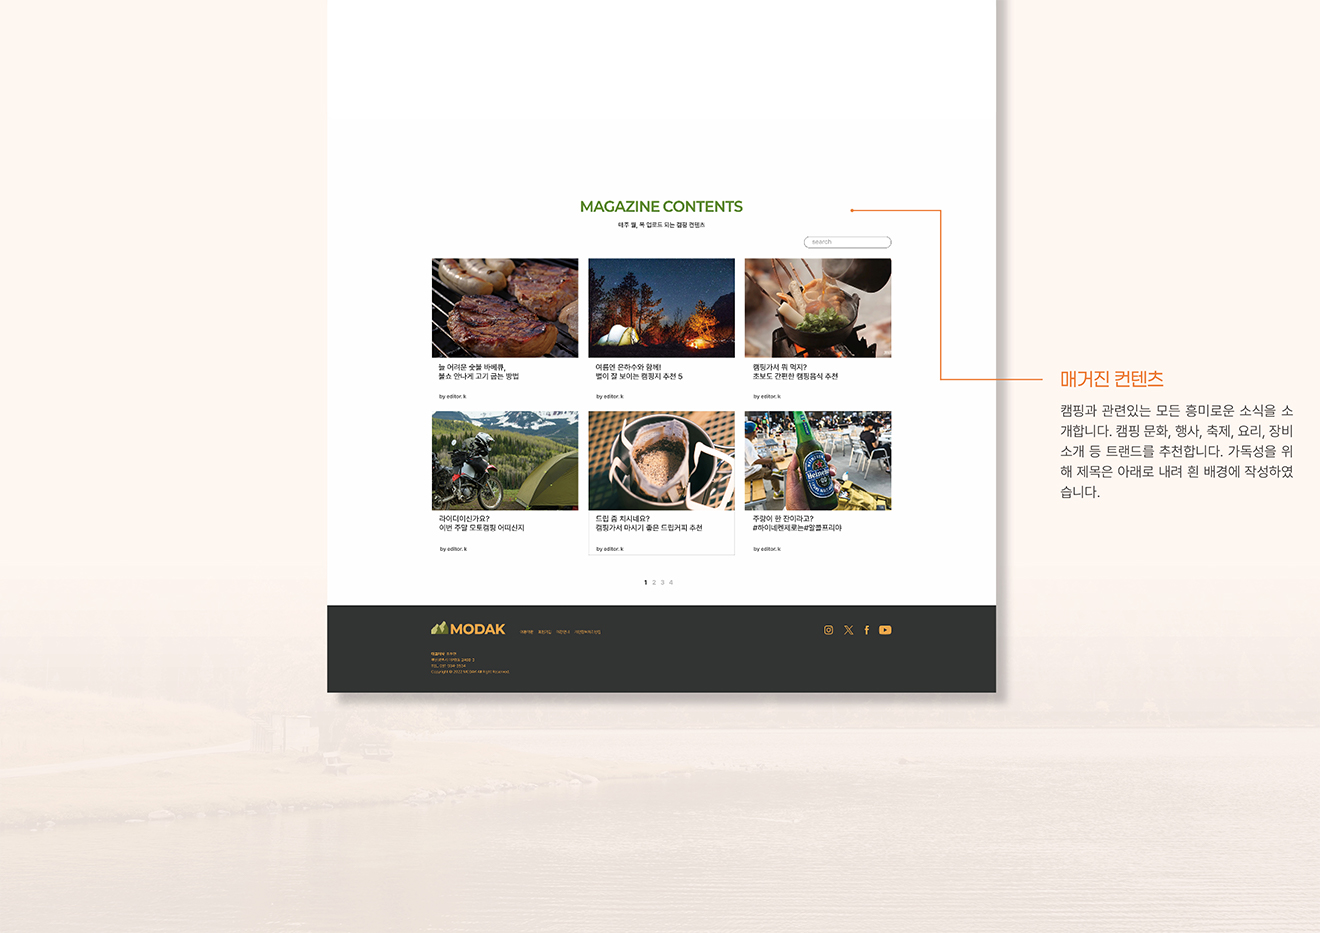 MAGAZINE CONTENTS
매주 월, 목 업로드 되는 캠핑 컨텐츠
search
늘 어려운 숯불 바베큐,
불쇼 안나게 고기 굽는 방법
by editor. k
여름엔 은하수와 함께!
별이 잘 보이는 캠핑지 추천 5
by editor. k
캠핑가서 뭐 먹지?
초보도 간편한 캠핑음식 추천
by editor. k
라이더이신가요?
이번 주말 모토캠핑 어떠신지
by editor. k
드립 좀 치시네요?
캠핑가서 마시기 좋은 드립커피 추천
by editor. k
Heineken
주말이 한 잔이라고?
#하이네켄제로는#알콜프리야
by editor. k
1 2 3 4
매거진 컨텐츠
캠핑과 관련있는 모든 흥미로운 소식을 소
개합니다. 캠핑 문화, 행사, 축제, 요리, 장비
소개 등 트랜드를 추천합니다. 가독성을 위
해 제목은 아래로 내려 흰 배경에 작성하였
습니다.
MODAK